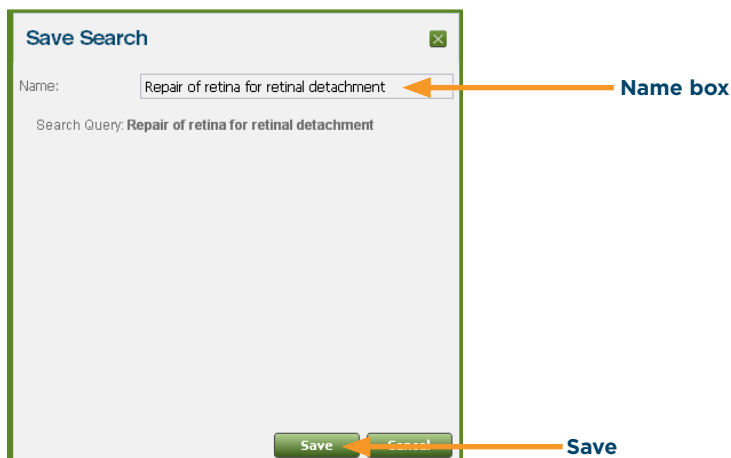 Save Search
Name: Repair of retina for retinal detachment
Name box
Search Query: Repair of retina for retinal detachment
Save Cancel
Save